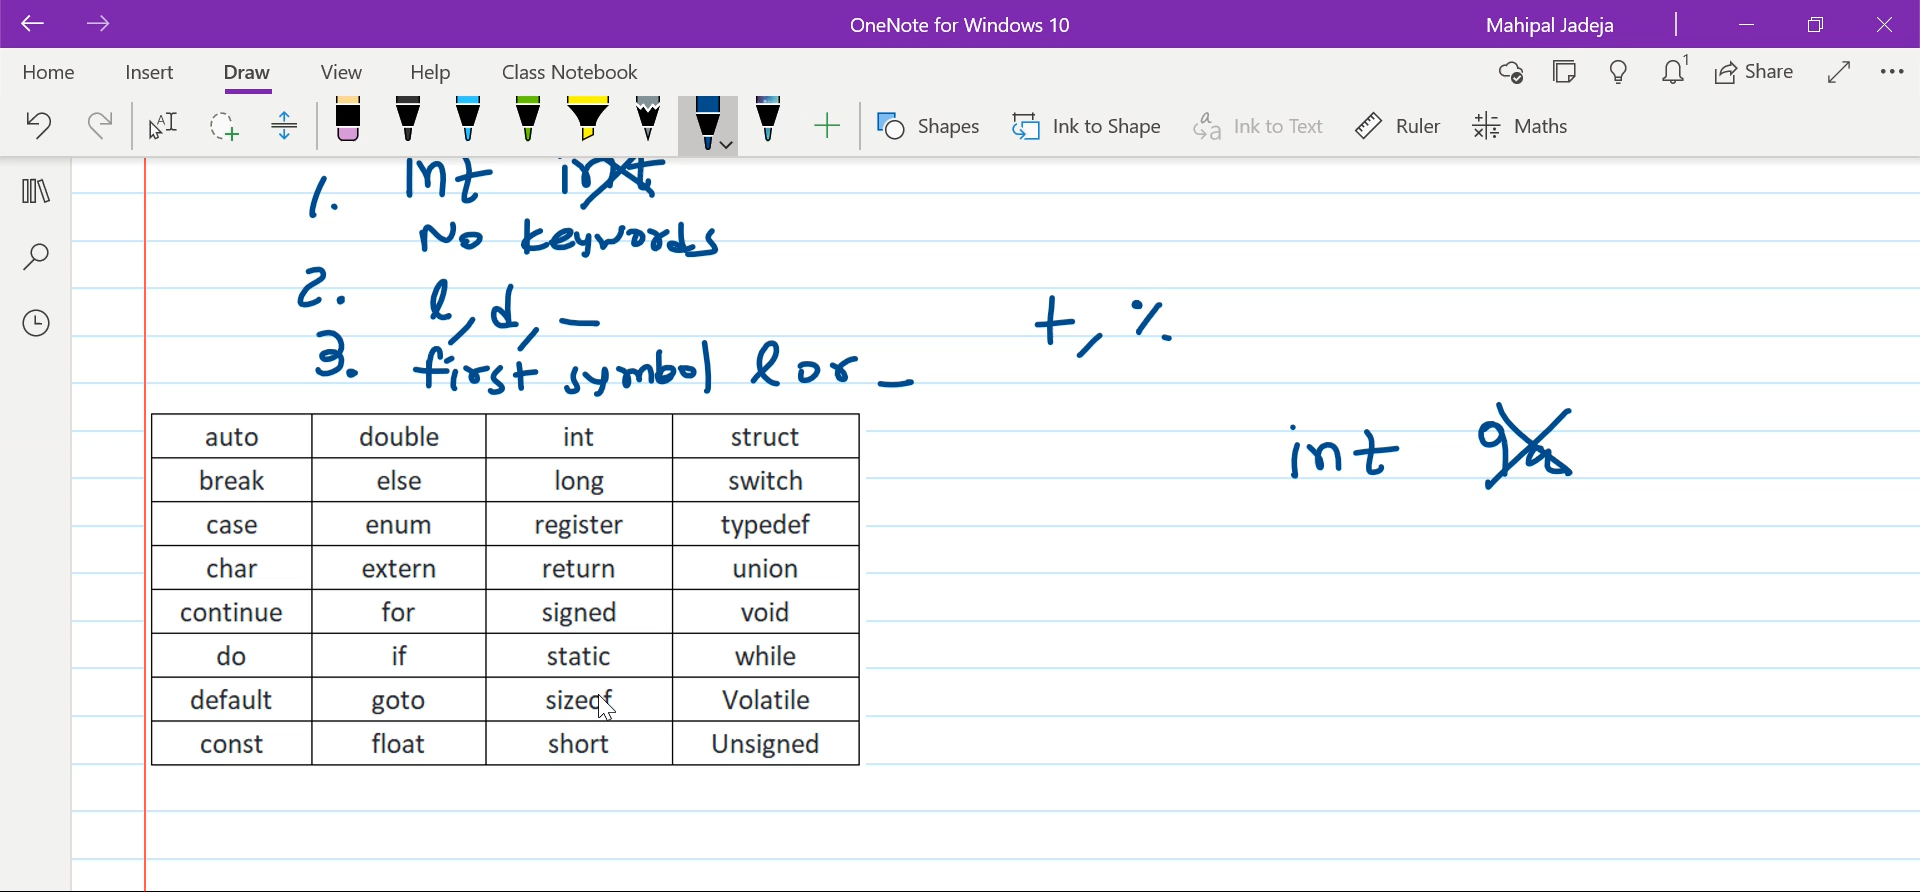 OneNote for Windows 10
Mahipal Jadeja
Home Insert Draw View Help Class Notebook
Share
Shapes Ink to Shape Ink to Text Ruler Maths
1. int int
No keywords
2. l, d, _
+, %
3. first symbol l or _
int 9a
auto double int struct
break else long switch
case enum register typedef
char extern return union
continue for signed void
do if static while
default goto sizeof Volatile
const float short Unsigned